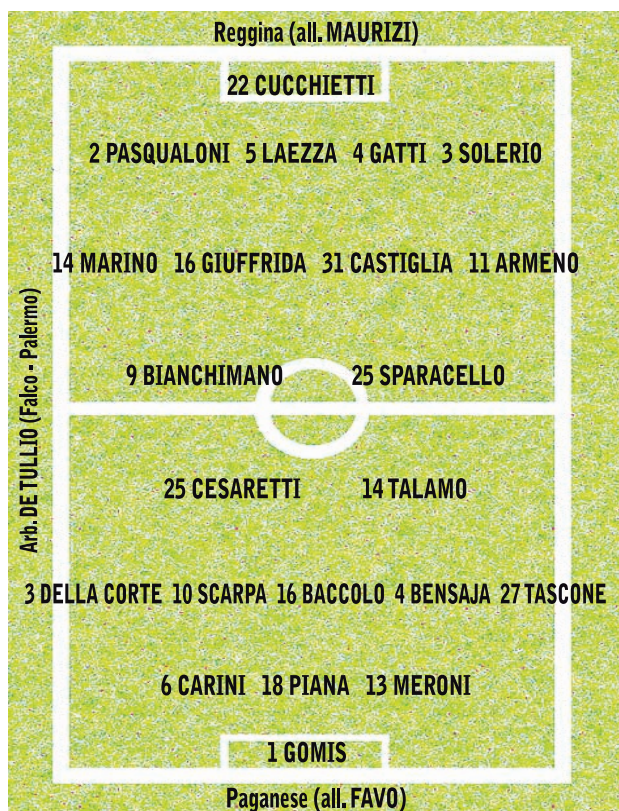 Reggina (all. MAURIZI)
22 CUCCHIETTI
2 PASQUALONI 5 LAEZZA 4 GATTI 3 SOLERIO
14 MARINO 16 GIUFFRIDA 31 CASTIGLIA 11 ARMENO
9 BIANCHIMANO 25 SPARACELLO
Arb. DE TULLIO (Falco - Palermo)
25 CESARETTI 14 TALAMO
3 DELLA CORTE 10 SCARPA 16 BACCOLO 4 BENSAJA 27 TASCONE
6 CARINI 18 PIANA 13 MERONI
1 GOMIS
Paganese (all. FAVO)